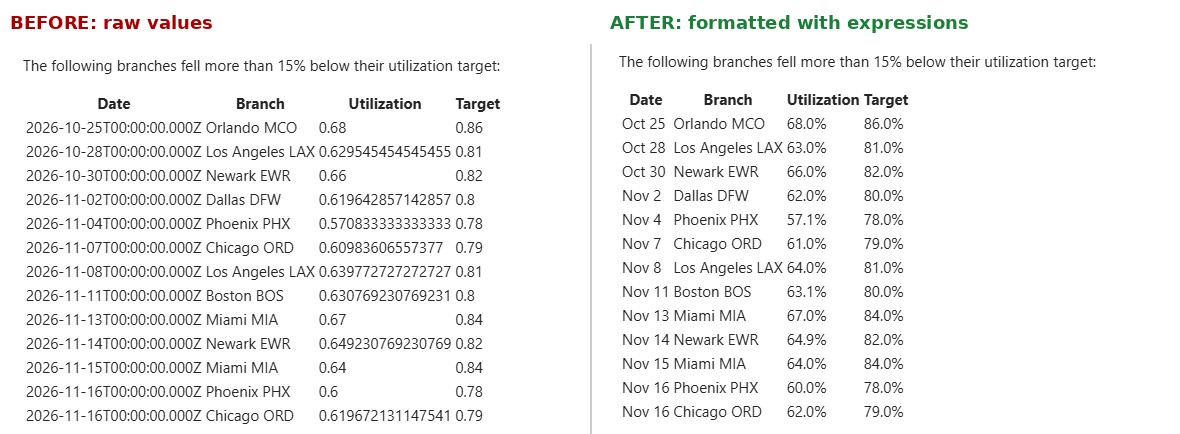 BEFORE: raw values
The following branches fell more than 15% below their utilization target:
Date Branch Utilization Target
2026-10-25T00:00:00.000Z Orlando MCO 0.68 0.86
2026-10-28T00:00:00.000Z Los Angeles LAX 0.629545454545455 0.81
2026-10-30T00:00:00.000Z Newark EWR 0.66 0.82
2026-11-02T00:00:00.000Z Dallas DFW 0.619642857142857 0.8
2026-11-04T00:00:00.000Z Phoenix PHX 0.570833333333333 0.78
2026-11-07T00:00:00.000Z Chicago ORD 0.60983606557377 0.79
2026-11-08T00:00:00.000Z Los Angeles LAX 0.639772727272727 0.81
2026-11-11T00:00:00.000Z Boston BOS 0.630769230769231 0.8
2026-11-13T00:00:00.000Z Miami MIA 0.67 0.84
2026-11-14T00:00:00.000Z Newark EWR 0.649230769230769 0.82
2026-11-15T00:00:00.000Z Miami MIA 0.64 0.84
2026-11-16T00:00:00.000Z Phoenix PHX 0.6 0.78
2026-11-16T00:00:00.000Z Chicago ORD 0.619672131147541 0.79
AFTER: formatted with expressions
The following branches fell more than 15% below their utilization target:
Date Branch Utilization Target
Oct 25 Orlando MCO 68.0% 86.0%
Oct 28 Los Angeles LAX 63.0% 81.0%
Oct 30 Newark EWR 66.0% 82.0%
Nov 2 Dallas DFW 62.0% 80.0%
Nov 4 Phoenix PHX 57.1% 78.0%
Nov 7 Chicago ORD 61.0% 79.0%
Nov 8 Los Angeles LAX 64.0% 81.0%
Nov 11 Boston BOS 63.1% 80.0%
Nov 13 Miami MIA 67.0% 84.0%
Nov 14 Newark EWR 64.9% 82.0%
Nov 15 Miami MIA 64.0% 84.0%
Nov 16 Phoenix PHX 60.0% 78.0%
Nov 16 Chicago ORD 62.0% 79.0%